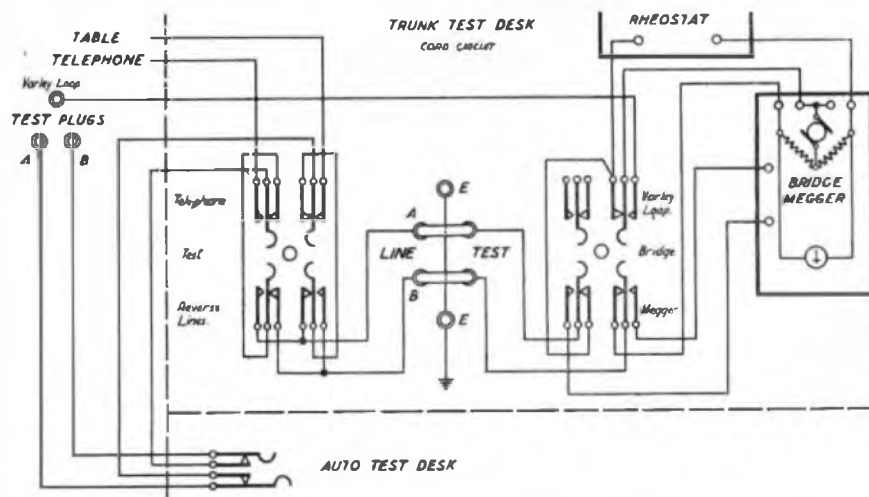 TRUNK TEST DESK
CORD CIRCUIT
RHEOSTAT
TABLE
TELEPHONE
Varley Loop
TEST PLUGS
A
B
Telephone
Test
Reverse
Lines.
E
A
LINE
TEST
B
E
Varley
Loop.
Bridge
Megger
BRIDGE
MEGGER
AUTO TEST DESK